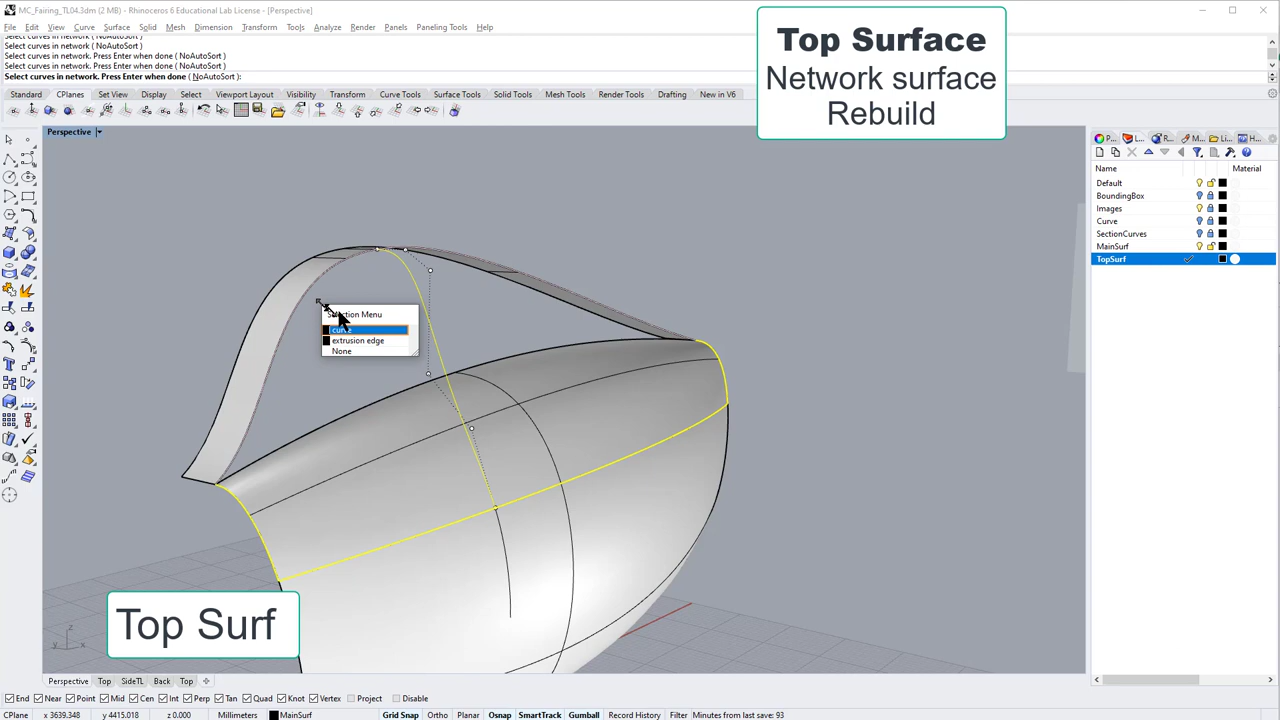 MC_Fairing_TL04.3dm (2 MB) - Rhinoceros 6 Educational Lab License - [Perspective]
File Edit View Curve Surface Solid Mesh Dimension Transform Tools Analyze Render Panels Paneling Tools Help
Select curves in network ( NoAutoSort )
Select curves in network ( NoAutoSort )
Select curves in network. Press Enter when done ( NoAutoSort )
Select curves in network. Press Enter when done ( NoAutoSort )
Select curves in network. Press Enter when done ( NoAutoSort ):
Standard CPlanes Set View Display Select Viewport Layout Visibility Transform Curve Tools Surface Tools Solid Tools Mesh Tools Render Tools Drafting New in V6
Top Surface
Network surface
Rebuild
Perspective
P... L... R... M... Li... H...
Name Material
Default
BoundingBox
Images
Curve
SectionCurves
MainSurf
TopSurf
Selection Menu
curve
extrusion edge
None
Top Surf
z
y x
Perspective Top SideTL Back Top
End Near Point Mid Cen Int Perp Tan Quad Knot Vertex Project Disable
CPlane x 3639.348 y 4415.018 z 0.000 Millimeters MainSurf Grid Snap Ortho Planar Osnap SmartTrack Gumball Record History Filter Minutes from last save: 93